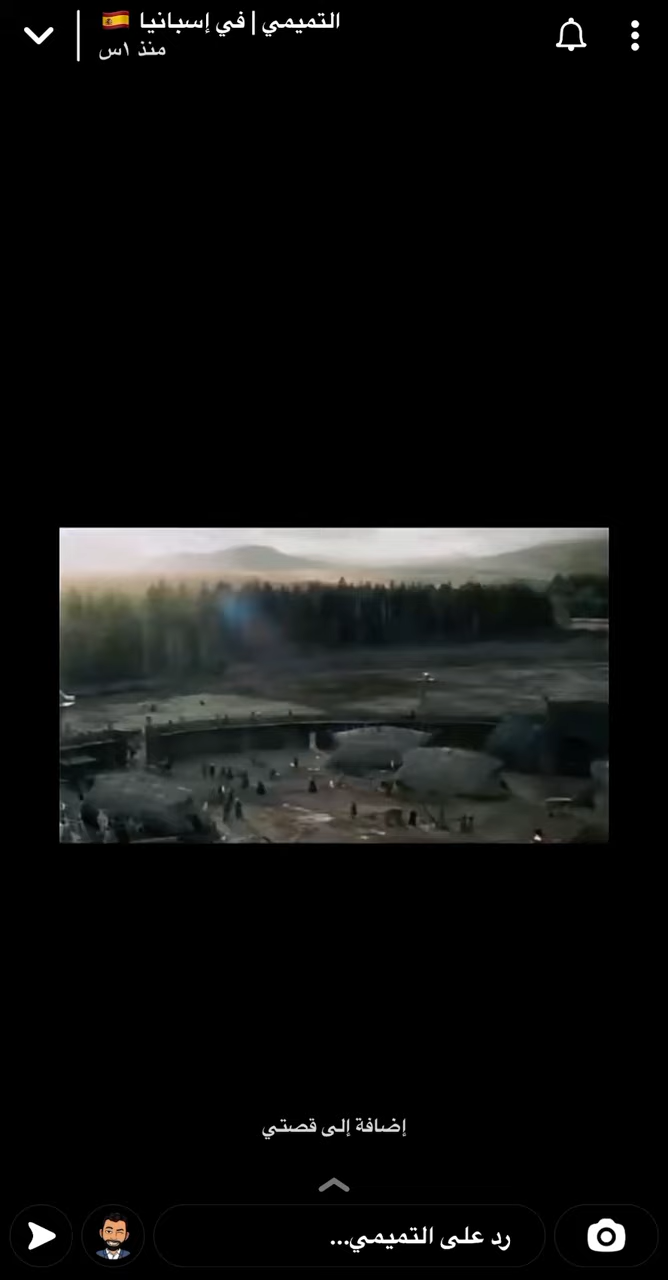 التميمي | في إسبانيا 🇪🇸
منذ ١س
إضافة إلى قصتي
رد على التميمي...